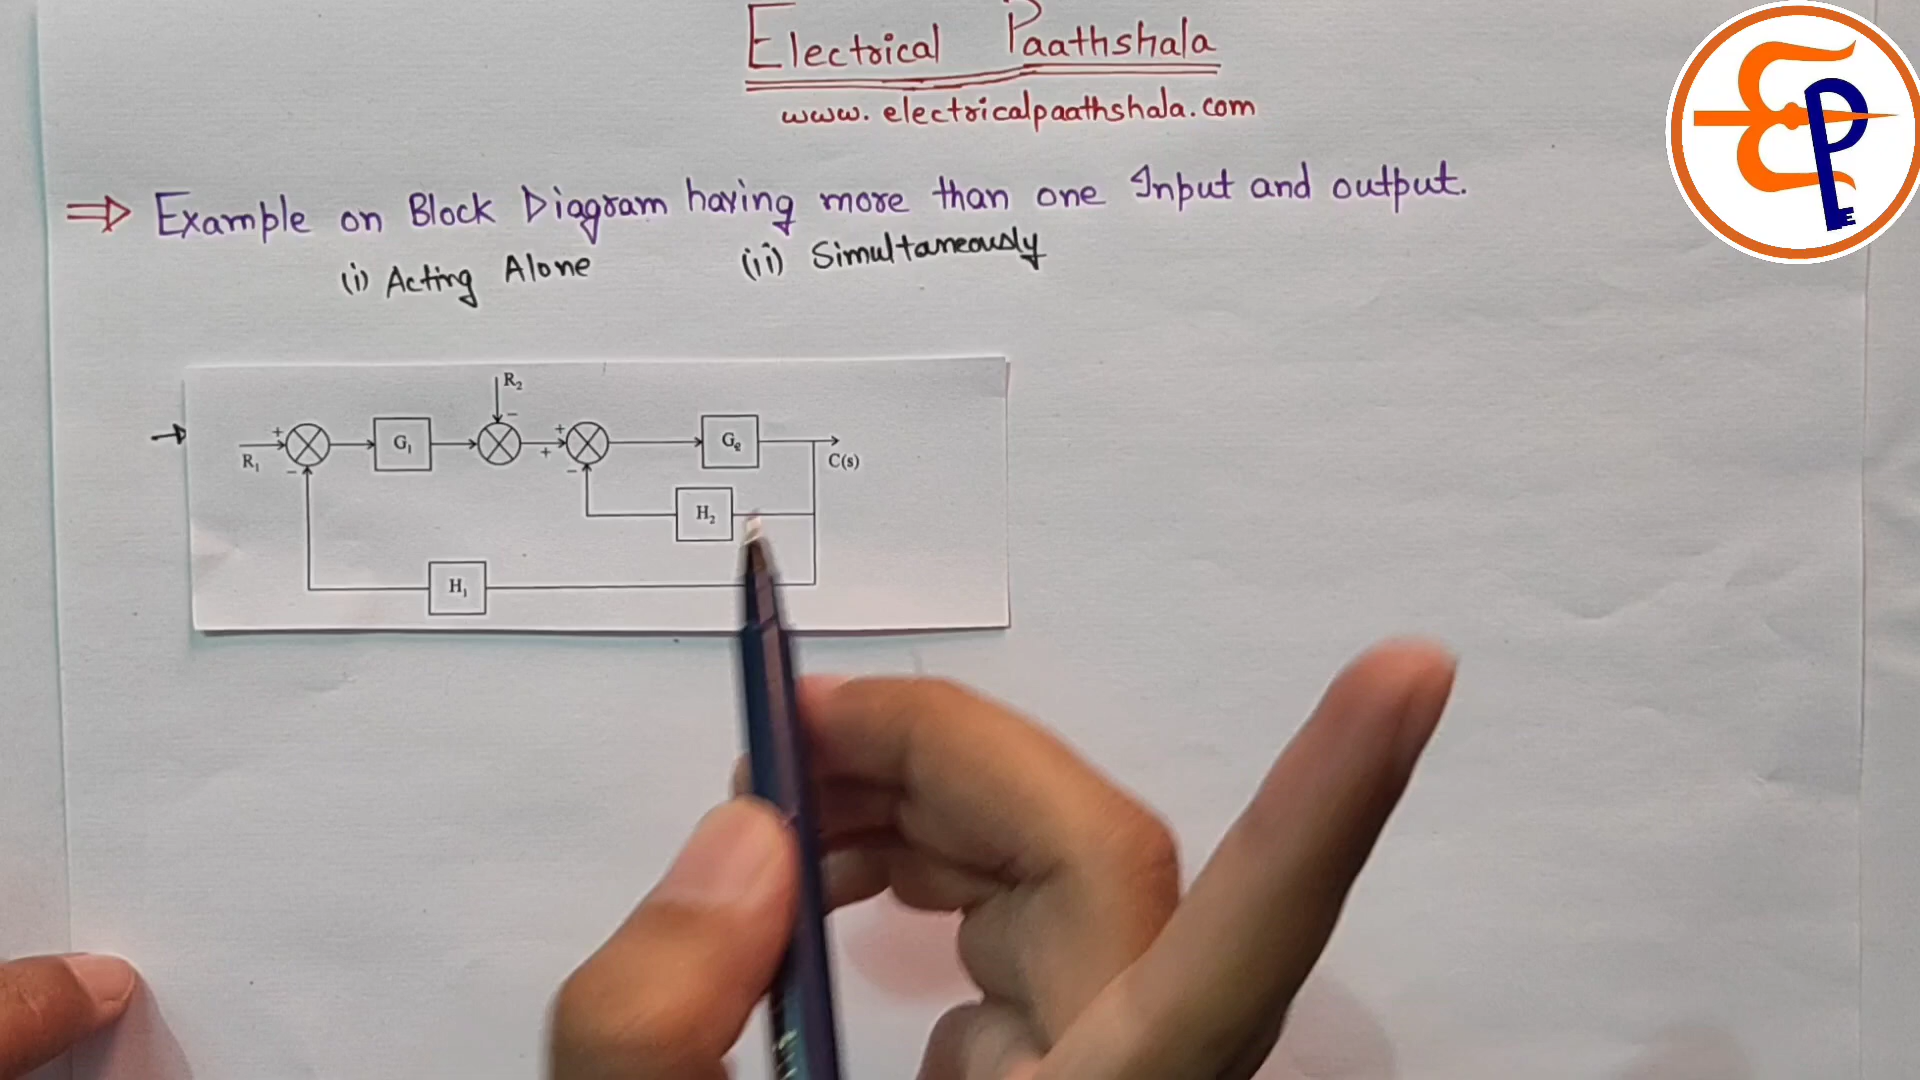 Electrical Paathshala
www.electricalpaathshala.com
⇒ Example on Block Diagram having more than one Input and output.
(i) Acting Alone (ii) Simultaneously
R₂
−
+ G₁ + G₂
R₁ − + − C(s)
H₂
H₁
EP